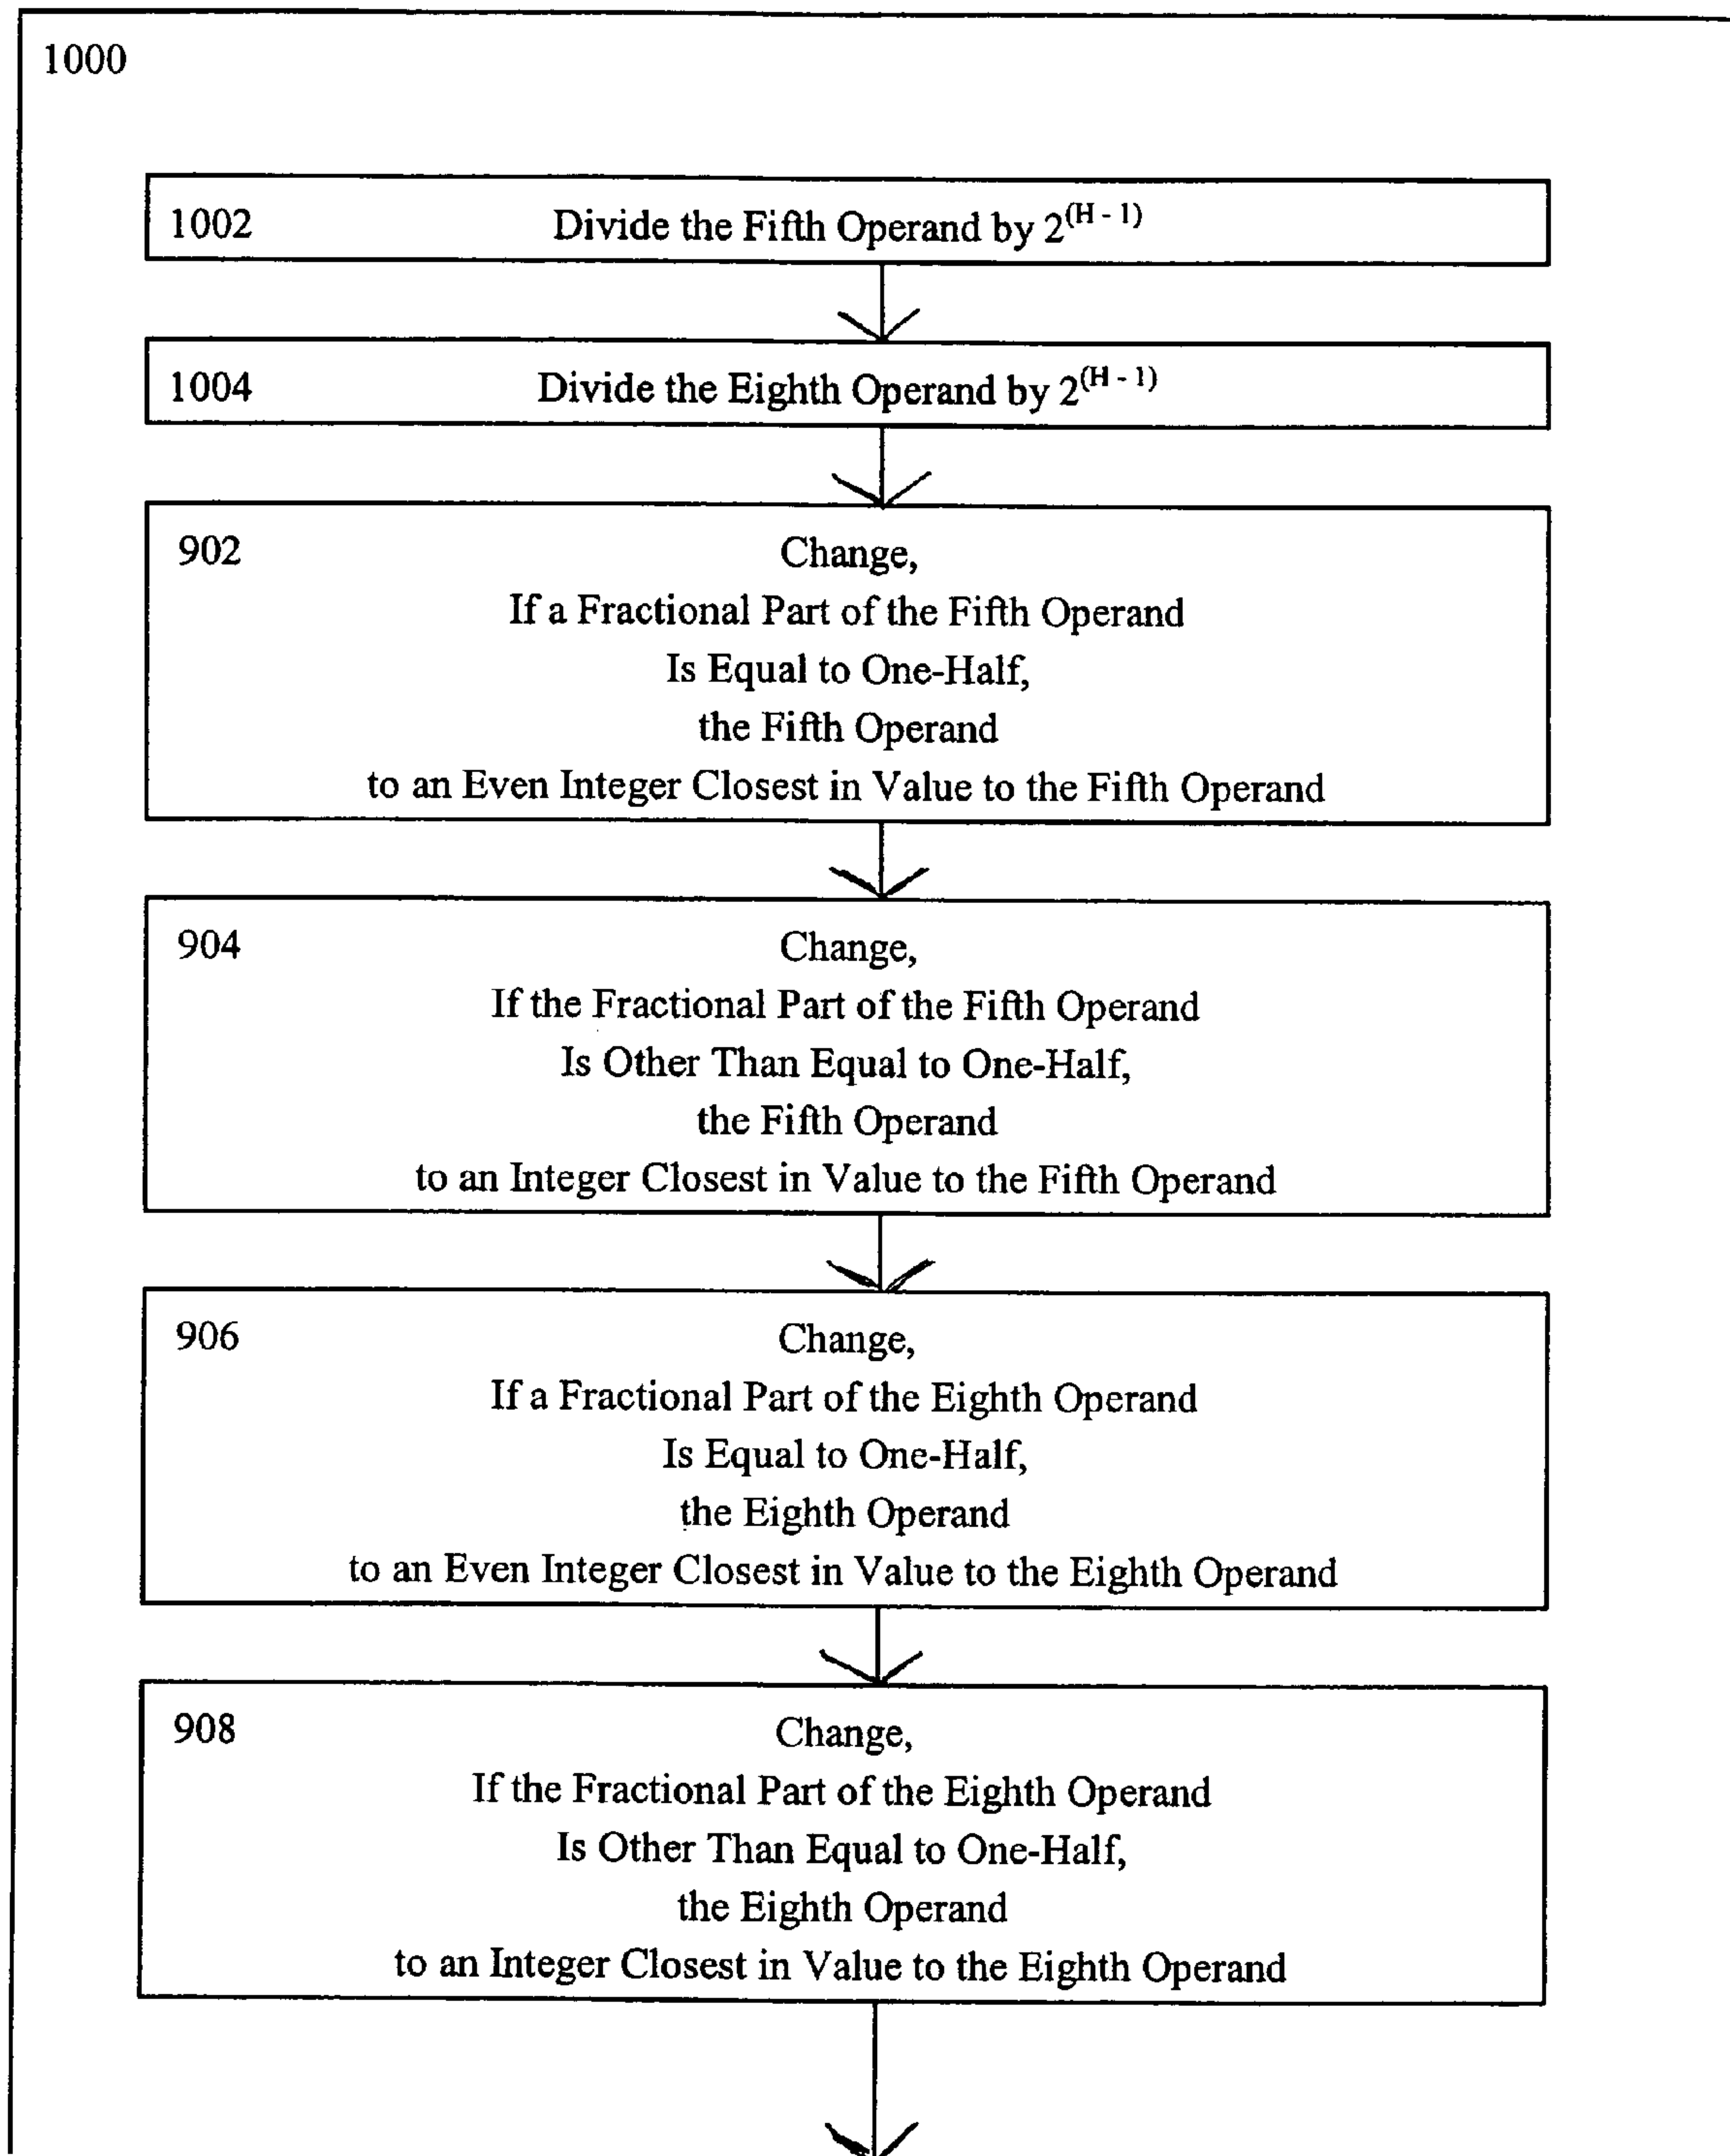 1000
1002 Divide the Fifth Operand by 2^(H - 1)
1004 Divide the Eighth Operand by 2^(H - 1)
902 Change,
If a Fractional Part of the Fifth Operand
Is Equal to One-Half,
the Fifth Operand
to an Even Integer Closest in Value to the Fifth Operand
904 Change,
If the Fractional Part of the Fifth Operand
Is Other Than Equal to One-Half,
the Fifth Operand
to an Integer Closest in Value to the Fifth Operand
906 Change,
If a Fractional Part of the Eighth Operand
Is Equal to One-Half,
the Eighth Operand
to an Even Integer Closest in Value to the Eighth Operand
908 Change,
If the Fractional Part of the Eighth Operand
Is Other Than Equal to One-Half,
the Eighth Operand
to an Integer Closest in Value to the Eighth Operand